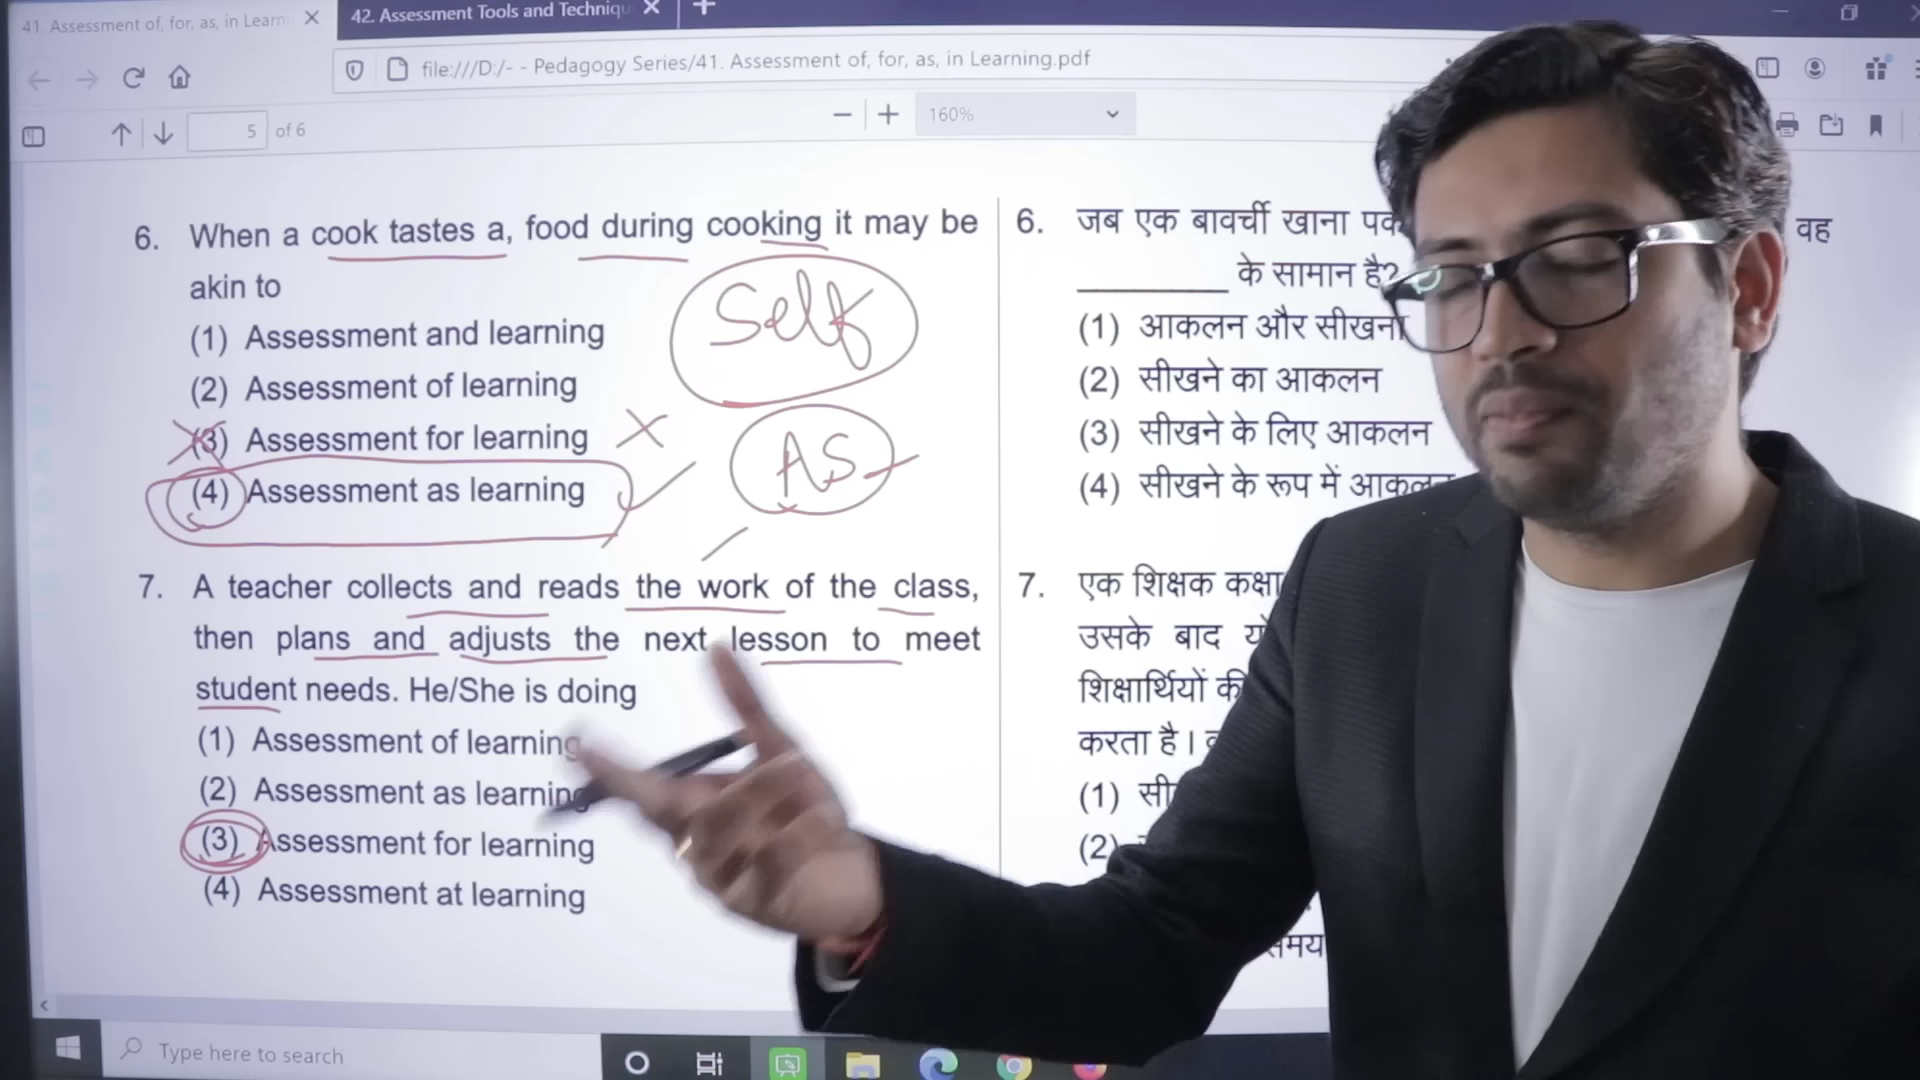 41. Assessment of, for, as, in Learn
42. Assessment Tools and Techniqu
file:///D:/- - Pedagogy Series/41. Assessment of, for, as, in Learning.pdf
5 of 6
160%
6. When a cook tastes a, food during cooking it may be
akin to
(1) Assessment and learning
(2) Assessment of learning
(3) Assessment for learning
(4) Assessment as learning
Self
AS
7. A teacher collects and reads the work of the class,
then plans and adjusts the next lesson to meet
student needs. He/She is doing
(1) Assessment of learning
(2) Assessment as learning
(3) Assessment for learning
(4) Assessment at learning
6. जब एक बावर्ची खाना वह
के सामान है?
(1) आकलन और सीखना
(2) सीखने का आकलन
(3) सीखने के लिए आकलन
(4) सीखने के रूप में आकलन
7. एक शिक्षक कक्षा
उसके बाद
शिक्षार्थियों की
करता है।
(1)
(2)
समय
Type here to search